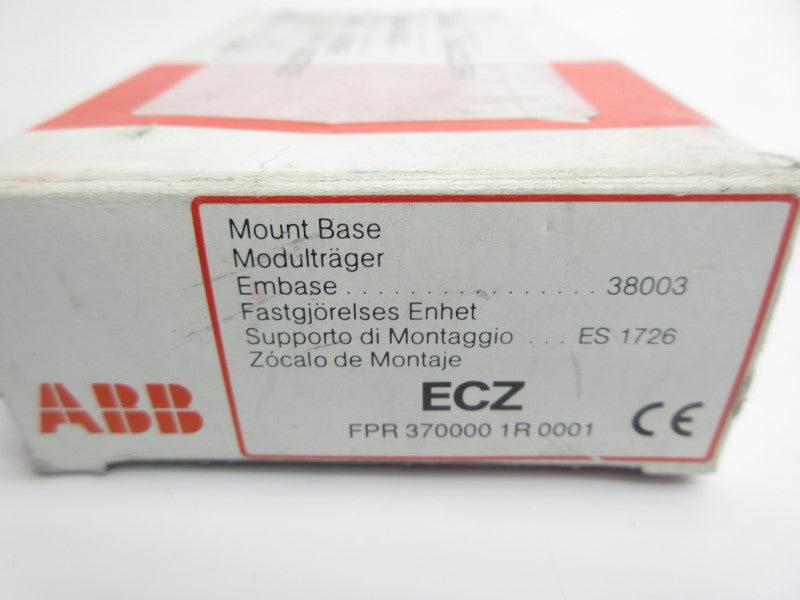 Mount Base
Modulträger
Embase ................ 38003
Fastgjörelses Enhet
Supporto di Montaggio ... ES 1726
Zócalo de Montaje
ABB
ECZ
FPR 370000 1R 0001
CE